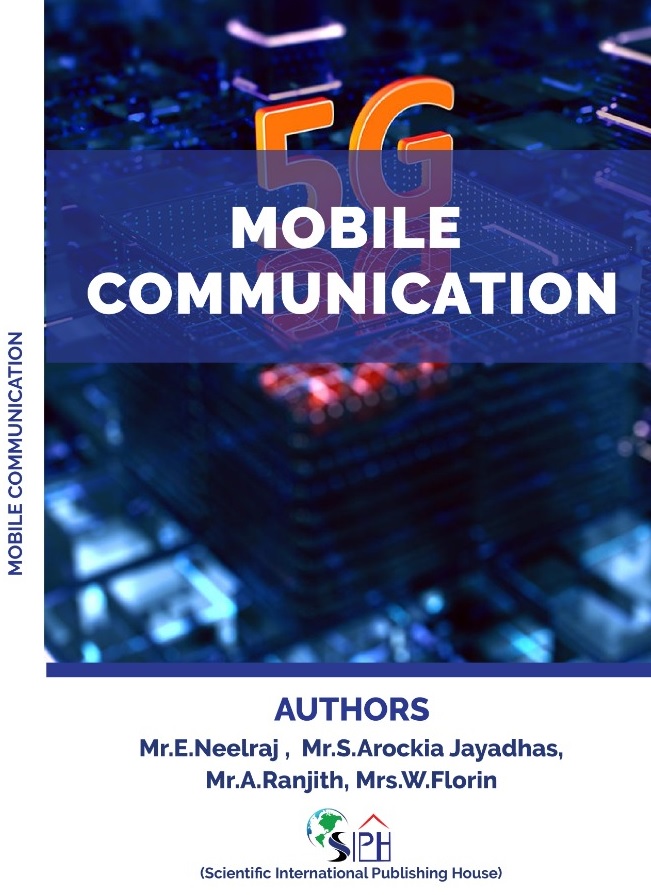 5G
MOBILE
COMMUNICATION
MOBILE COMMUNICATION
AUTHORS
Mr.E.Neelraj , Mr.S.Arockia Jayadhas,
Mr.A.Ranjith, Mrs.W.Florin
SIPH
(Scientific International Publishing House)